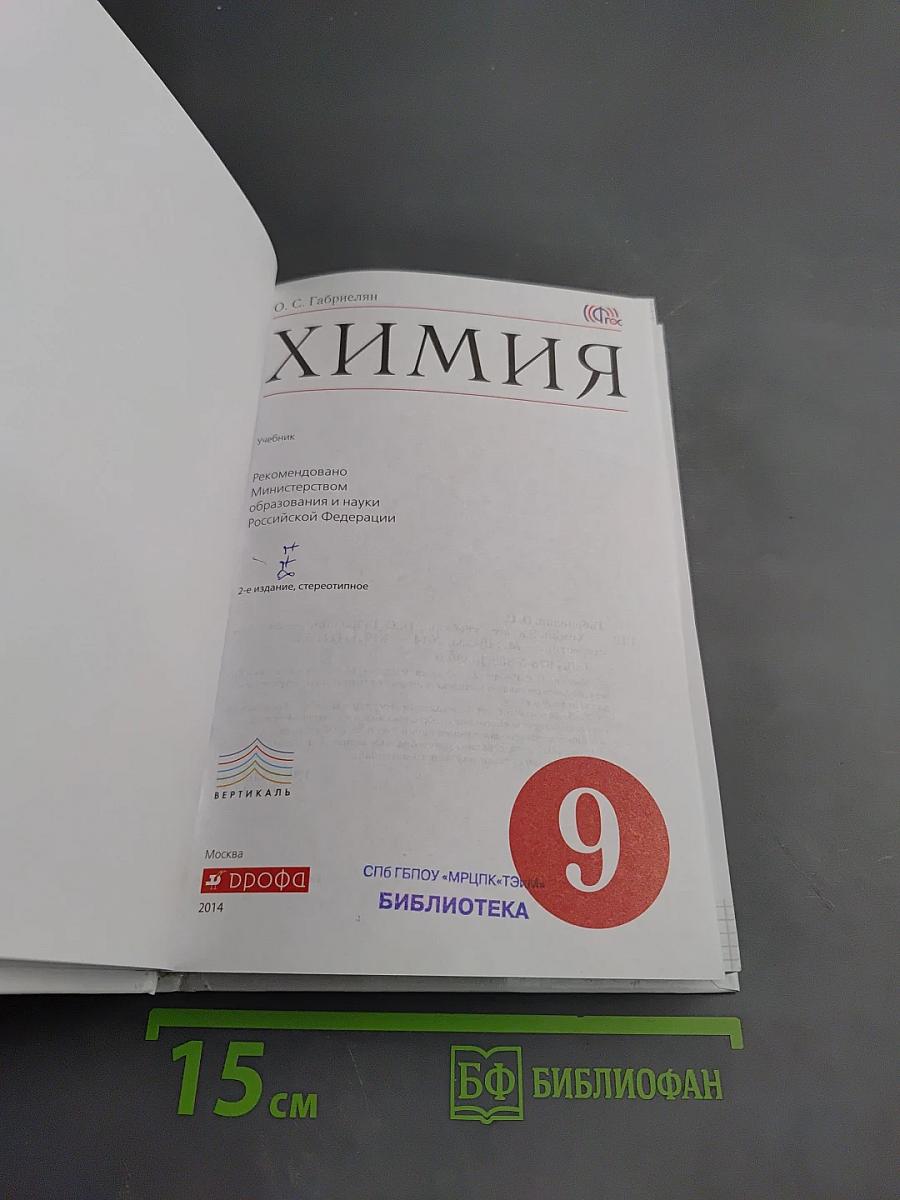 О. С. Габриелян
ФГОС
ХИМИЯ
учебник
Рекомендовано
Министерством
образования и науки
Российской Федерации
2-е издание, стереотипное
ВЕРТИКАЛЬ
9
Москва
ДРОФА
2014
СПб ГБПОУ «МРЦПК«ТЭиМ»
БИБЛИОТЕКА
15 см
БФ БИБЛИОФАН